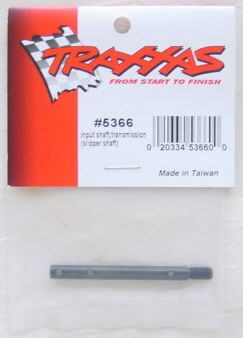 TRAXXAS
FROM START TO FINISH
#5366
Input shaft,transmission
(slipper shaft)
0 20334 53660 0
Made in Taiwan